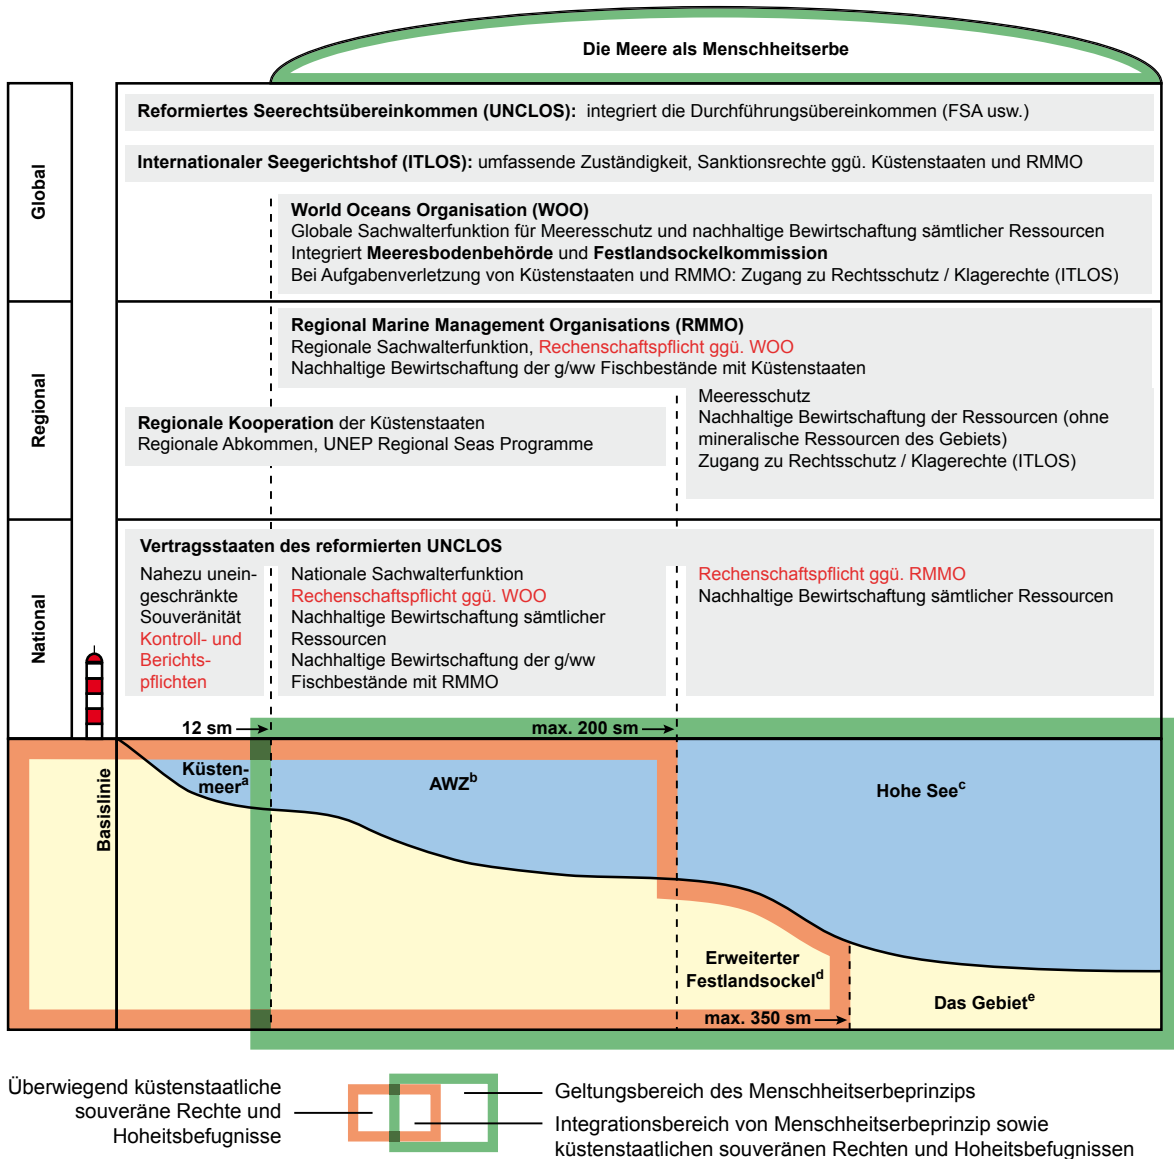 Die Meere als Menschheitserbe
Global
Reformiertes Seerechtsübereinkommen (UNCLOS): integriert die Durchführungsübereinkommen (FSA usw.)
Internationaler Seegerichtshof (ITLOS): umfassende Zuständigkeit, Sanktionsrechte ggü. Küstenstaaten und RMMO
World Oceans Organisation (WOO)
Globale Sachwalterfunktion für Meeresschutz und nachhaltige Bewirtschaftung sämtlicher Ressourcen
Integriert Meeresbodenbehörde und Festlandsockelkommission
Bei Aufgabenverletzung von Küstenstaaten und RMMO: Zugang zu Rechtsschutz / Klagerechte (ITLOS)
Regional
Regional Marine Management Organisations (RMMO)
Regionale Sachwalterfunktion, Rechenschaftspflicht ggü. WOO
Nachhaltige Bewirtschaftung der g/ww Fischbestände mit Küstenstaaten
Meeresschutz
Nachhaltige Bewirtschaftung der Ressourcen (ohne
mineralische Ressourcen des Gebiets)
Zugang zu Rechtsschutz / Klagerechte (ITLOS)
Regionale Kooperation der Küstenstaaten
Regionale Abkommen, UNEP Regional Seas Programme
National
Vertragsstaaten des reformierten UNCLOS
Nahezu unein-
geschränkte
Souveränität
Kontroll- und
Berichts-
pflichten
Nationale Sachwalterfunktion
Rechenschaftspflicht ggü. WOO
Nachhaltige Bewirtschaftung sämtlicher
Ressourcen
Nachhaltige Bewirtschaftung der g/ww
Fischbestände mit RMMO
Rechenschaftspflicht ggü. RMMO
Nachhaltige Bewirtschaftung sämtlicher Ressourcen
12 sm
max. 200 sm
Basislinie
Küsten-
meer^a
AWZ^b
Hohe See^c
Erweiterter
Festlandsockel^d
Das Gebiet^e
max. 350 sm
Überwiegend küstenstaatliche
souveräne Rechte und
Hoheitsbefugnisse
Geltungsbereich des Menschheitserbeprinzips
Integrationsbereich von Menschheitserbeprinzip sowie
küstenstaatlichen souveränen Rechten und Hoheitsbefugnissen